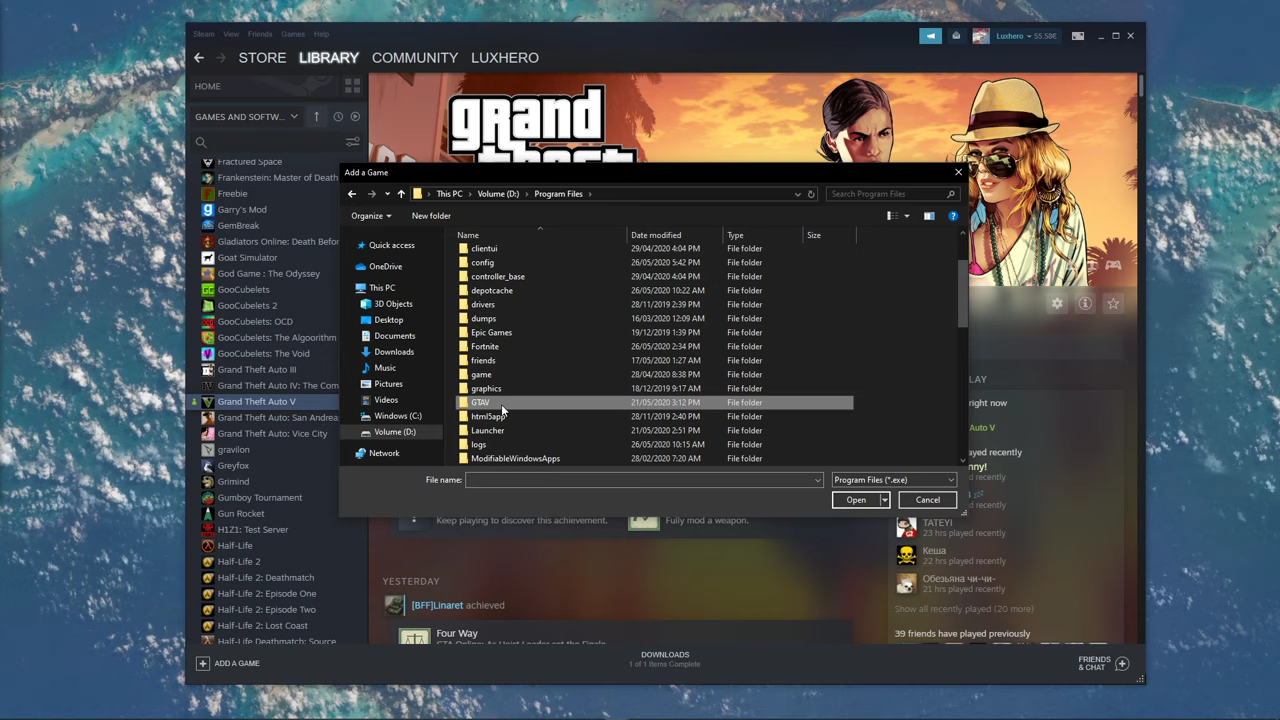 Steam View Friends Games Help
Luxhero 55.58€
STORE LIBRARY COMMUNITY LUXHERO
HOME
GAMES AND SOFTW...
grand
Fractured Space
Frankenstein: Master of Death
Freebie
Garry's Mod
GemBreak
Gladiators Online: Death Before
Goat Simulator
God Game : The Odyssey
GooCubelets
GooCubelets 2
GooCubelets: OCD
GooCubelets: The Algorithm
GooCubelets: The Void
Grand Theft Auto III
Grand Theft Auto IV: The Com
Grand Theft Auto V
Grand Theft Auto: San Andrea
Grand Theft Auto: Vice City
gravilon
Greyfox
Grimind
Gumboy Tournament
Gun Rocket
H1Z1: Test Server
Half-Life
Half-Life 2
Half-Life 2: Deathmatch
Half-Life 2: Episode One
Half-Life 2: Episode Two
Half-Life 2: Lost Coast
Half-Life Deathmatch: Source
Add a Game
This PC Volume (D:) Program Files
Search Program Files
Organize New folder
Quick access
OneDrive
This PC
3D Objects
Desktop
Documents
Downloads
Music
Pictures
Videos
Windows (C:)
Volume (D:)
Network
Name Date modified Type Size
clientui 29/04/2020 4:04 PM File folder
config 26/05/2020 5:42 PM File folder
controller_base 29/04/2020 4:04 PM File folder
depotcache 26/05/2020 10:22 AM File folder
drivers 28/11/2019 2:39 PM File folder
dumps 16/03/2020 12:09 AM File folder
Epic Games 19/12/2019 1:39 PM File folder
Fortnite 26/05/2020 2:34 PM File folder
friends 17/05/2020 1:27 AM File folder
game 28/04/2020 8:38 PM File folder
graphics 18/12/2019 9:17 AM File folder
GTAV 21/05/2020 3:12 PM File folder
html5app 28/11/2019 2:40 PM File folder
Launcher 21/05/2020 2:51 PM File folder
logs 26/05/2020 10:15 AM File folder
ModifiableWindowsApps 28/02/2020 7:20 AM File folder
File name:
Program Files (*.exe)
Open Cancel
LAY
right now
Auto V
recently
nny!
s played recently
TATEYI
23 hrs played recently
Кеша
22 hrs played recently
Обезьяна чи-чи-
21 hrs played recently
Show all recently played (20 more)
39 friends have played previously
Keep playing to discover this achievement.
Fully mod a weapon.
YESTERDAY
[BFF]Linaret achieved
Four Way
ADD A GAME
DOWNLOADS
1 of 1 Items Complete
FRIENDS
& CHAT